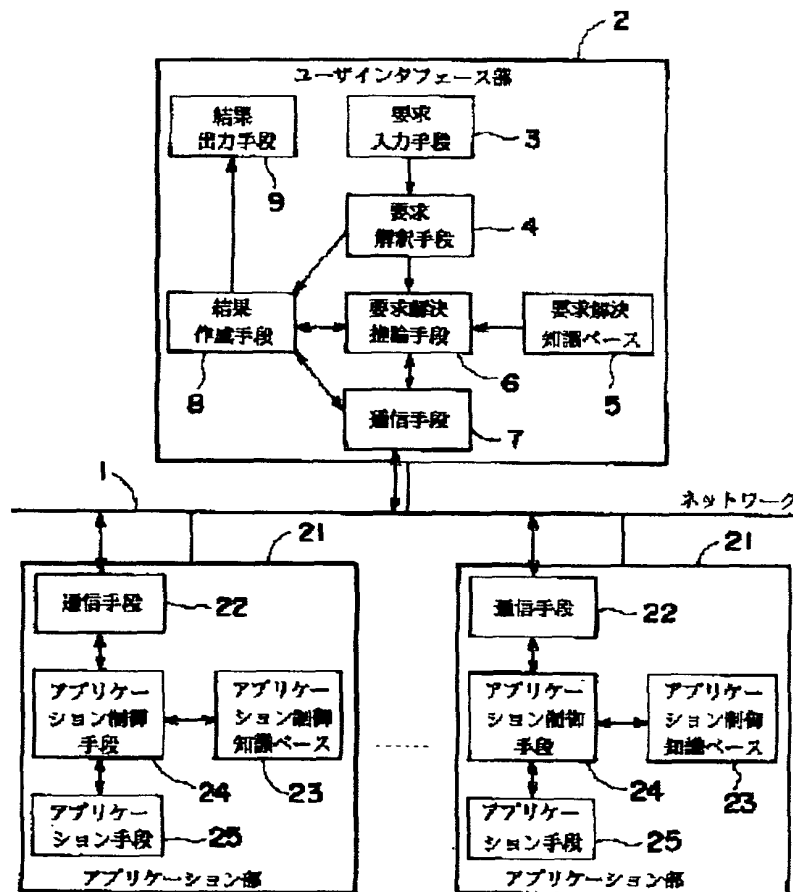 2
ユーザインタフェース部
結果
出力手段
9
要求
入力手段
3
要求
解釈手段
4
結果
作成手段
8
要求解決
推論手段
6
要求解決
知識ベース
5
通信手段
7
1
ネットワーク
21
通信手段
22
アプリケー
ション制御
手段
24
アプリケー
ション制御
知識ベース
23
アプリケー
ション手段
25
アプリケーション部
21
通信手段
22
アプリケー
ション制御
手段
24
アプリケー
ション制御
知識ベース
23
アプリケー
ション手段
25
アプリケーション部